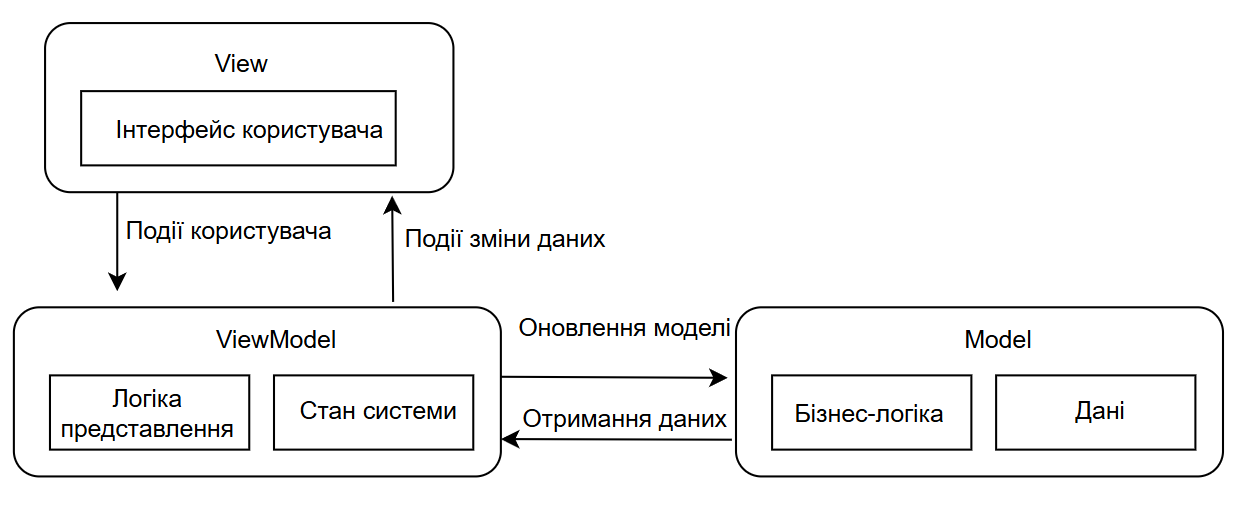 View
Інтерфейс користувача
Події користувача
Події зміни даних
ViewModel
Логіка
представлення
Стан системи
Оновлення моделі
Отримання даних
Model
Бізнес-логіка
Дані